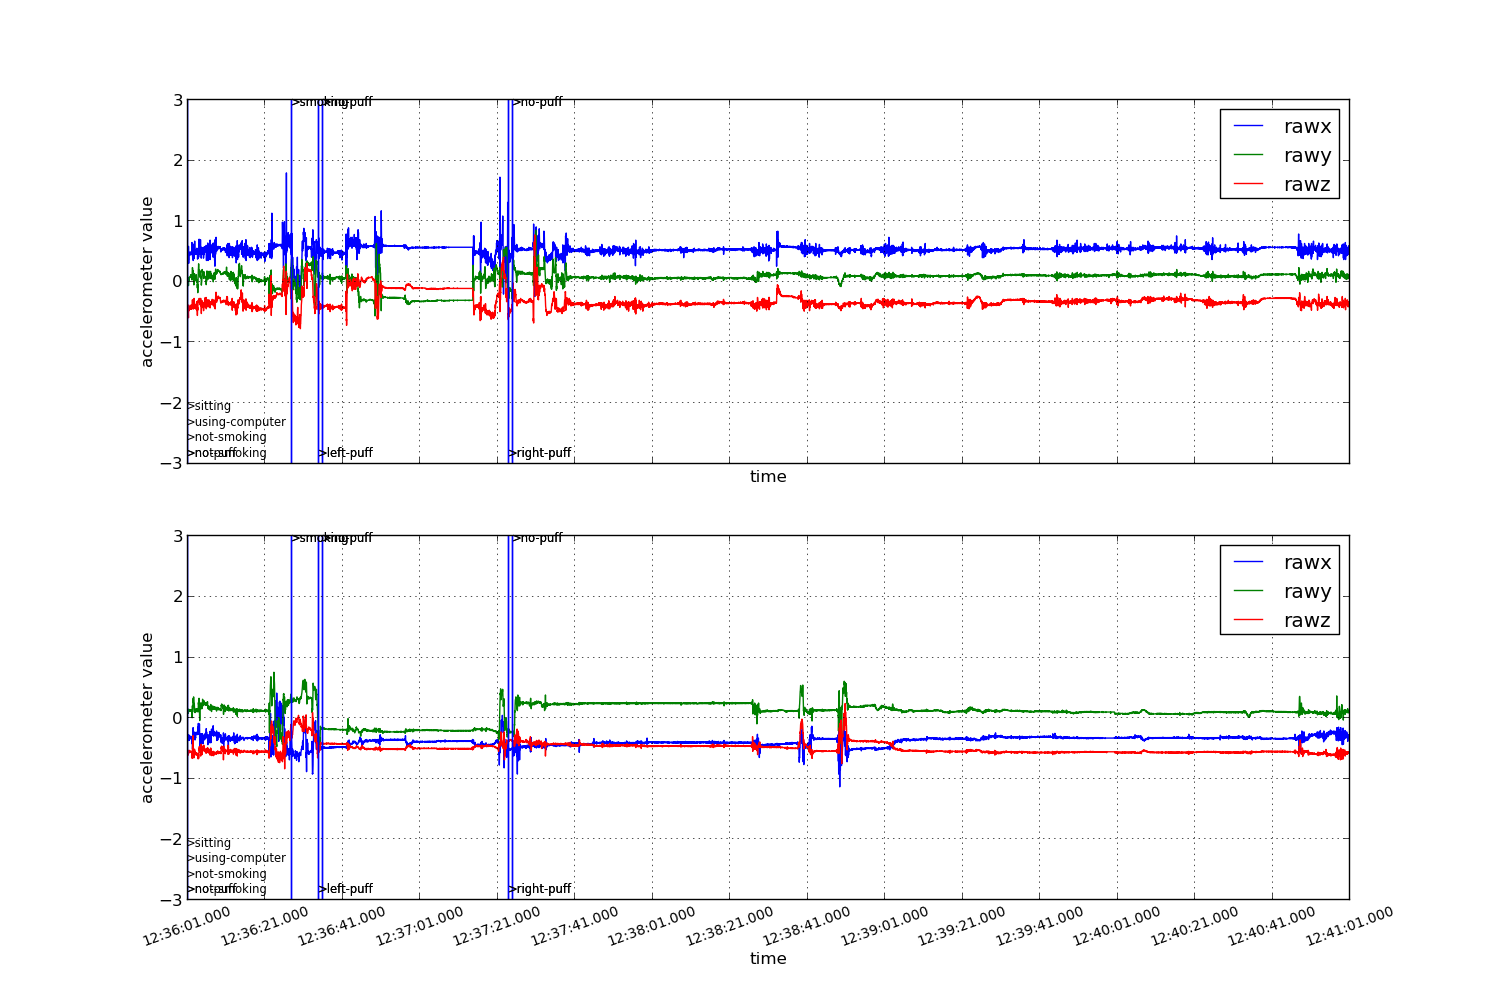 >smoking >no-puff >no-puff
3
2
1
0
−1
−2
−3
accelerometer value
rawx
rawy
rawz
>sitting
>using-computer
>not-smoking
>no-puff >not-smoking >left-puff >right-puff
time
>smoking >no-puff >no-puff
3
2
1
0
−1
−2
−3
accelerometer value
rawx
rawy
rawz
>sitting
>using-computer
>not-smoking
>no-puff >not-smoking >left-puff >right-puff
12:36:01.000 12:36:21.000 12:36:41.000 12:37:01.000 12:37:21.000 12:37:41.000 12:38:01.000 12:38:21.000 12:38:41.000 12:39:01.000 12:39:21.000 12:39:41.000 12:40:01.000 12:40:21.000 12:40:41.000 12:41:01.000
time